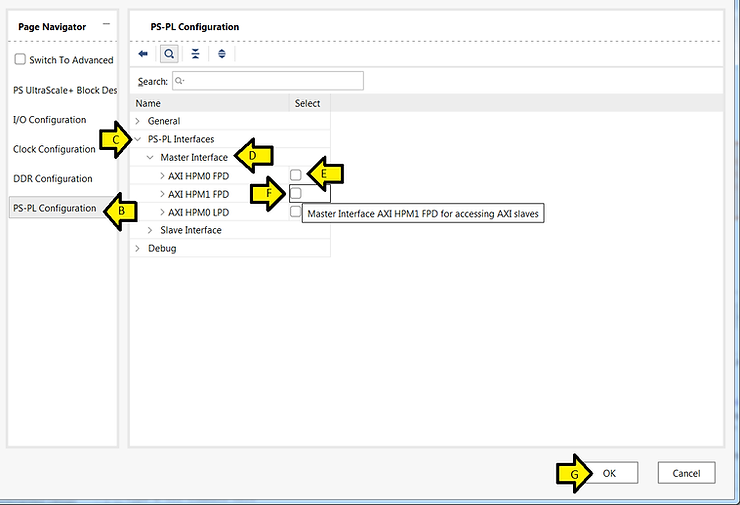 Page Navigator
Switch To Advanced
PS UltraScale+ Block Des
I/O Configuration
C
Clock Configuration
DDR Configuration
PS-PL Configuration
B
PS-PL Configuration
Search:
Name Select
General
PS-PL Interfaces
Master Interface D
AXI HPM0 FPD E
AXI HPM1 FPD F
AXI HPM0 LPD
Master Interface AXI HPM1 FPD for accessing AXI slaves
Slave Interface
Debug
G OK Cancel